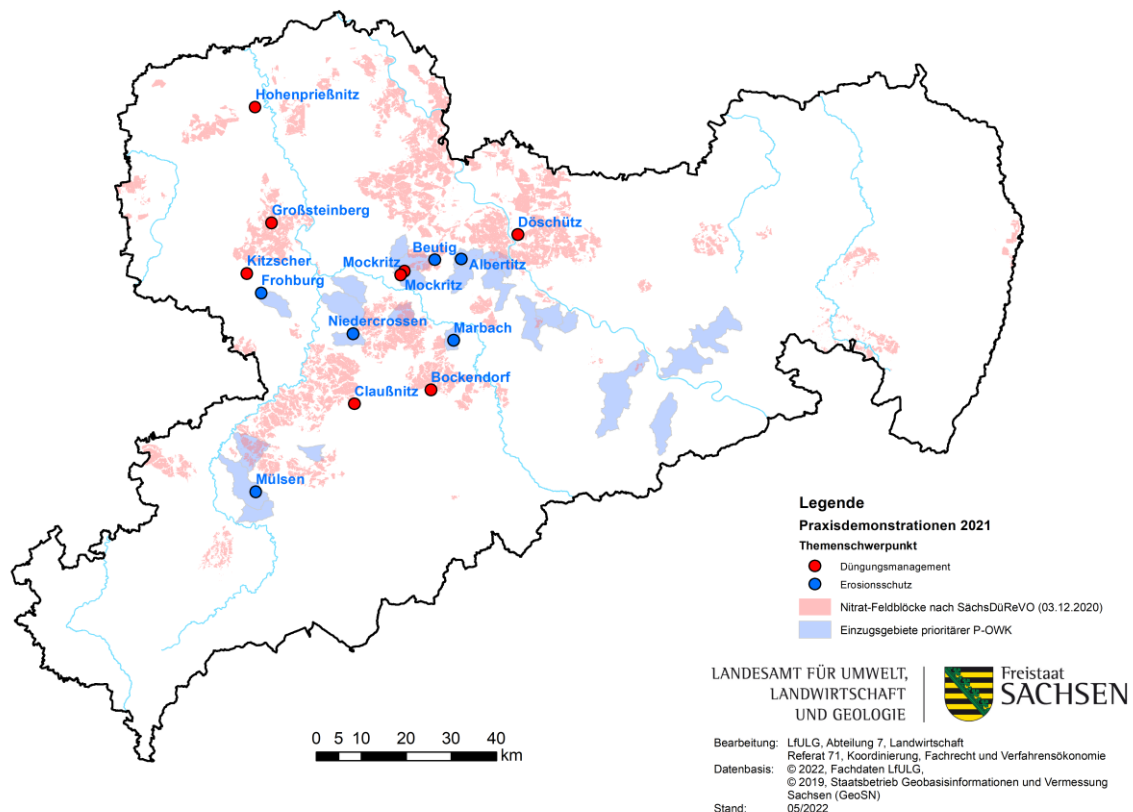 Hohenprießnitz
Großsteinberg
Döschütz
Kitzscher
Beutig
Mockritz
Albertitz
Frohburg
Mockritz
Niedercrossen
Marbach
Bockendorf
Claußnitz
Mülsen
Legende
Praxisdemonstrationen 2021
Themenschwerpunkt
Düngungsmanagement
Erosionsschutz
Nitrat-Feldblöcke nach SächsDüReVO (03.12.2020)
Einzugsgebiete prioritärer P-OWK
LANDESAMT FÜR UMWELT,
LANDWIRTSCHAFT
UND GEOLOGIE
Freistaat
SACHSEN
0 5 10 20 30 40
km
Bearbeitung: LfULG, Abteilung 7, Landwirtschaft
Referat 71, Koordinierung, Fachrecht und Verfahrensökonomie
Datenbasis: © 2022, Fachdaten LfULG,
© 2019, Staatsbetrieb Geobasisinformationen und Vermessung
Sachsen (GeoSN)
Stand: 05/2022